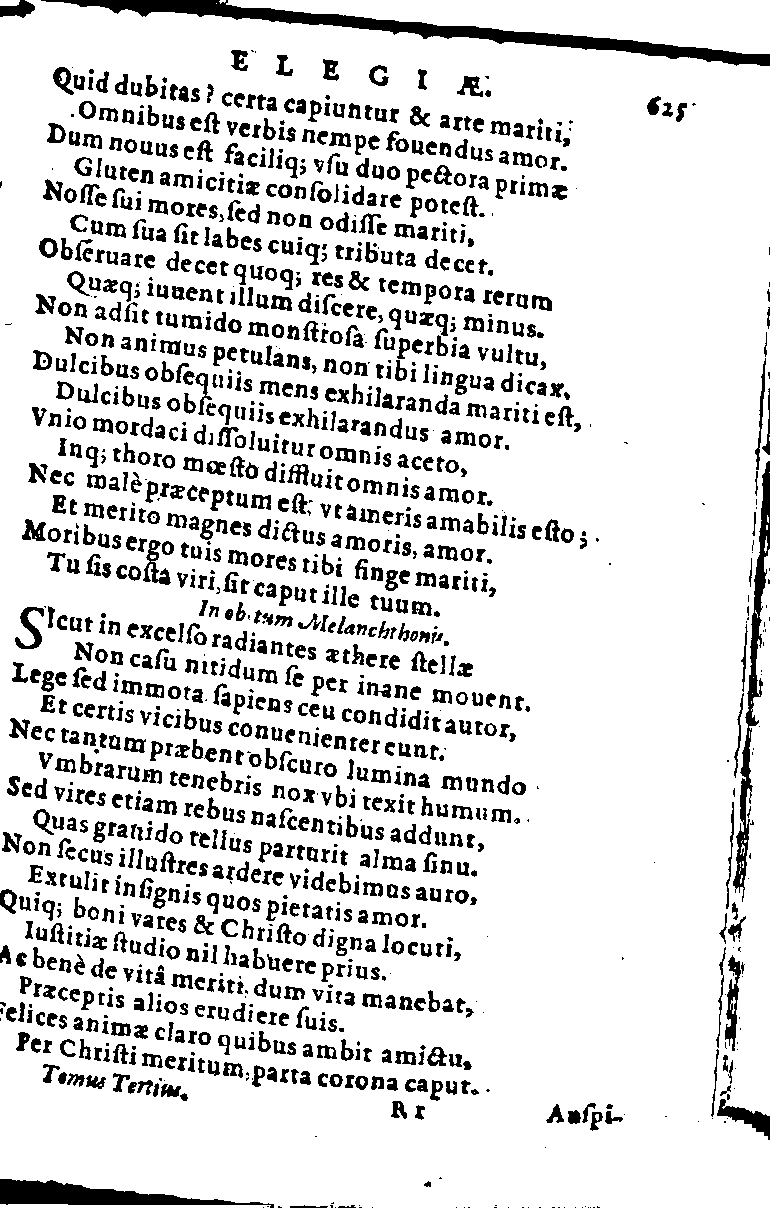 ELEGIÆ. 625
Quid dubitas? certa capiuntur & arte mariti,
Omnibus eſt verbis nempe fouendus amor.
Dum nouus eſt faciliq; vſu duo pectora primæ
Gluten amicitiæ conſolidare poteſt.
Noſſe ſui mores, ſed non odiſſe mariti,
Cum ſua ſit labes cuiq; tributa decet.
Obſeruare decet quoq; res & tempora rerum
Quæq; iuuent illum diſcere, quæq; minus.
Non adſit tumido monſtroſa ſuperbia vultu,
Non animus petulans, non tibi lingua dicax.
Dulcibus obſequiis mens exhilaranda mariti eſt,
Dulcibus obſequiis exhilarandus amor.
Vnio mordaci diſſoluitur omnis aceto,
Inq; thoro mœſto diffluit omnis amor.
Nec malè præceptum eſt: vt ameris amabilis eſto;
Et merito magnes dictus amoris, amor.
Moribus ergo tuis mores tibi finge mariti,
Tu ſis coſta viri, ſit caput ille tuum.
In obitum Melanchthonis.
SIcut in excelſo radiantes æthere ſtellæ
Non caſu nitidum ſe per inane mouent.
Lege ſed immota ſapiens ceu condidit autor,
Et certis vicibus conuenienter eunt.
Nec tantum præbent obſcuro lumina mundo
Vmbrarum tenebris nox vbi texit humum.
Sed vires etiam rebus naſcentibus addunt,
Quas grauido tellus parturit alma ſinu.
Non ſecus illuſtres ardere videbimus auro,
Extulit inſignis quos pietatis amor.
Quiq; boni vates & Chriſto digna locuti,
Iuſtitiæ ſtudio nil habuere prius.
Ac benè de vitâ meriti, dum vita manebat,
Præceptis alios erudiere ſuis.
Felices animæ claro quibus ambit amictu,
Per Chriſti meritum, parta corona caput.
Tomus Tertius.
Rr Auſpi-